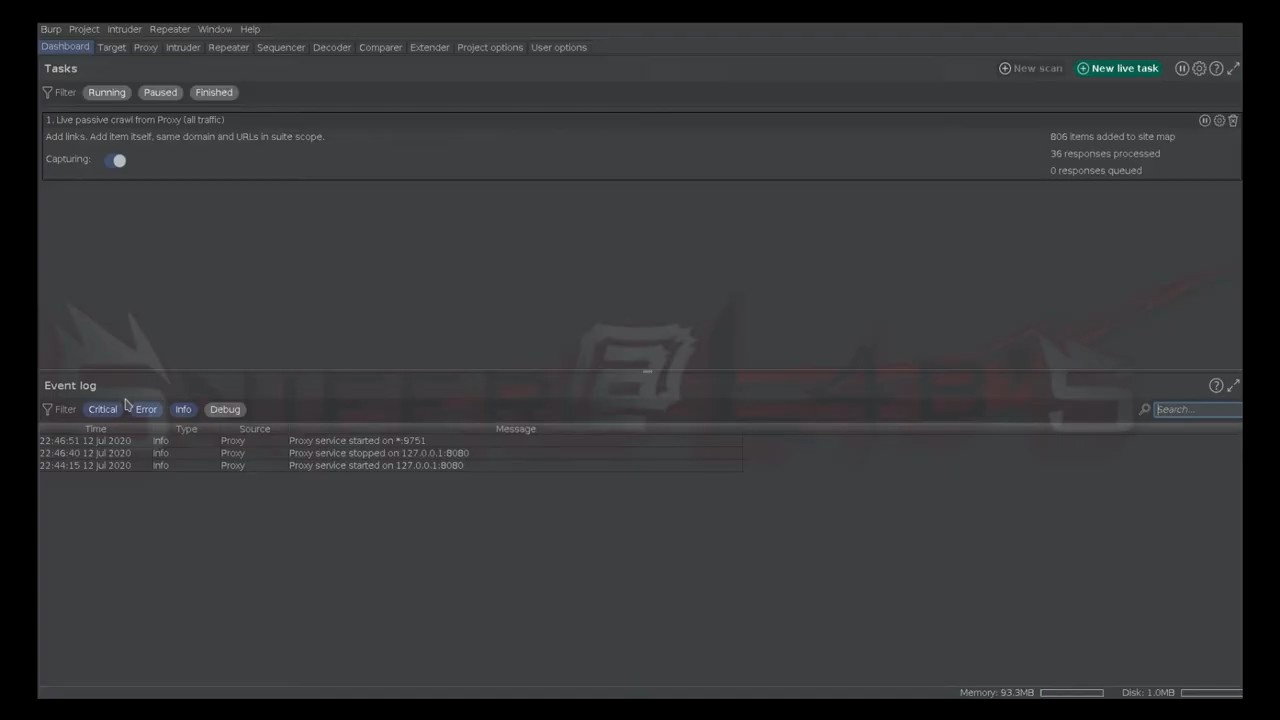 Burp Project Intruder Repeater Window Help
Dashboard Target Proxy Intruder Repeater Sequencer Decoder Comparer Extender Project options User options
Tasks New scan New live task
Filter Running Paused Finished
1. Live passive crawl from Proxy (all traffic)
Add links. Add item itself, same domain and URLs in suite scope. 806 items added to site map
Capturing: 36 responses processed
0 responses queued
Event log
Filter Critical Error Info Debug Search...
Time Type Source Message
22:46:51 12 Jul 2020 Info Proxy Proxy service started on *:9751
22:46:40 12 Jul 2020 Info Proxy Proxy service stopped on 127.0.0.1:8080
22:44:15 12 Jul 2020 Info Proxy Proxy service started on 127.0.0.1:8080
Memory: 93.3MB Disk: 1.0MB